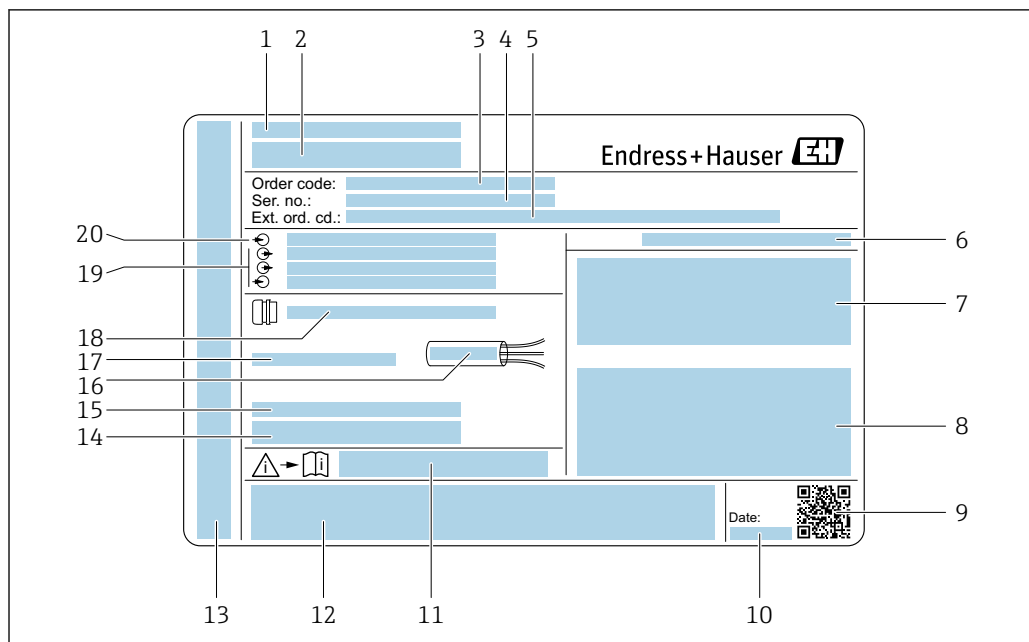 1 2 3 4 5
Endress+Hauser EH
Order code:
Ser. no.:
Ext. ord. cd.:
20
6
19
7
18
17
16
15
14
8
i i
9
Date:
13 12 11 10